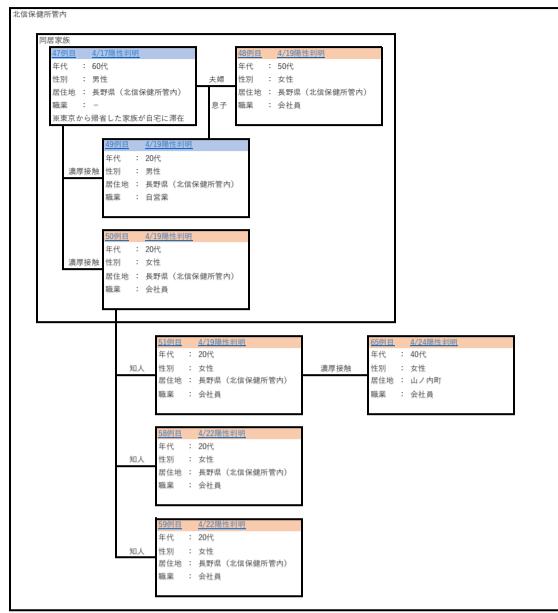 北信保健所管内
同居家族
47例目 4/17陽性判明
年代 ： 60代
性別 ： 男性
居住地 ： 長野県（北信保健所管内）
職業 ： －
※東京から帰省した家族が自宅に滞在
夫婦
48例目 4/19陽性判明
年代 ： 50代
性別 ： 女性
居住地 ： 長野県（北信保健所管内）
職業 ： 会社員
息子
濃厚接触
49例目 4/19陽性判明
年代 ： 20代
性別 ： 男性
居住地 ： 長野県（北信保健所管内）
職業 ： 自営業
濃厚接触
50例目 4/19陽性判明
年代 ： 20代
性別 ： 女性
居住地 ： 長野県（北信保健所管内）
職業 ： 会社員
知人
51例目 4/19陽性判明
年代 ： 20代
性別 ： 女性
居住地 ： 長野県（北信保健所管内）
職業 ： 会社員
濃厚接触
65例目 4/24陽性判明
年代 ： 40代
性別 ： 女性
居住地 ： 山ノ内町
職業 ： 会社員
知人
58例目 4/22陽性判明
年代 ： 20代
性別 ： 女性
居住地 ： 長野県（北信保健所管内）
職業 ： 会社員
知人
59例目 4/22陽性判明
年代 ： 20代
性別 ： 女性
居住地 ： 長野県（北信保健所管内）
職業 ： 会社員